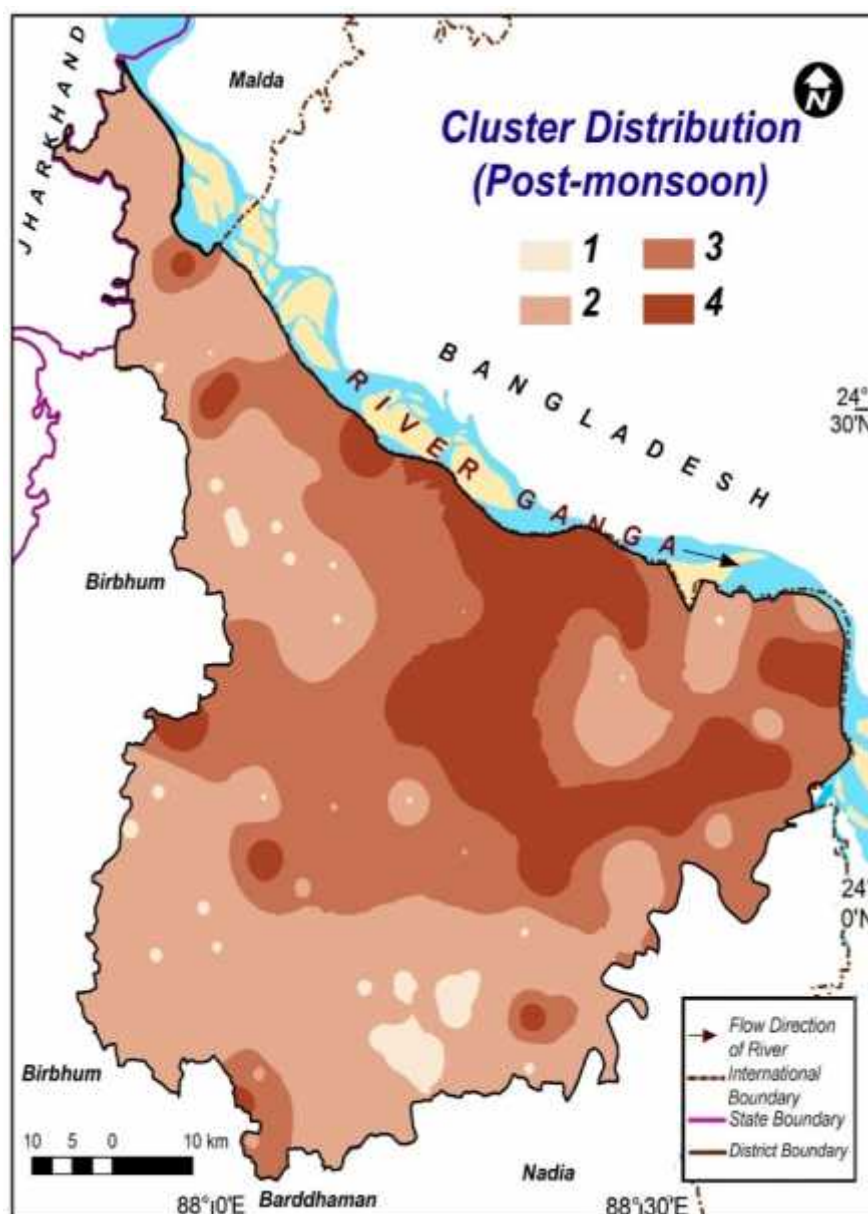 JHARKHAND
Malda
N
Cluster Distribution
(Post-monsoon)
1
3
2
4
BANGLADESH
RIVER GANGA
24°
30'N
Birbhum
24°
0'N
Birbhum
Flow Direction
of River
International
Boundary
State Boundary
District Boundary
10 5 0 10 km
Nadia
Barddhaman
88°0'E
88°30'E